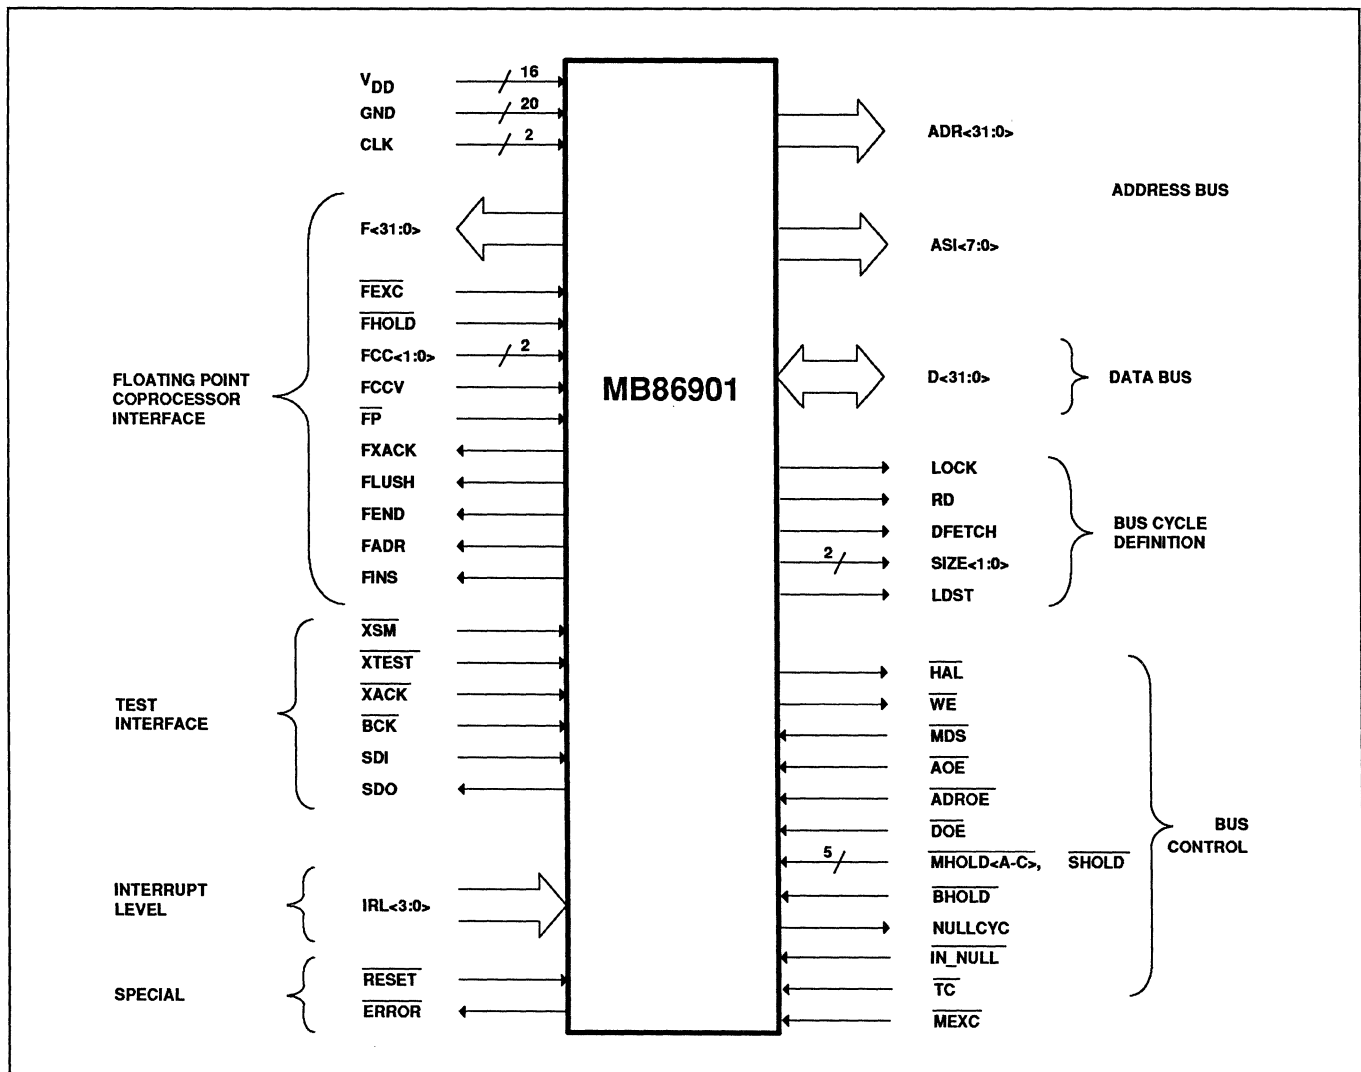 V DD
16
GND
20
CLK
2
FLOATING POINT
COPROCESSOR
INTERFACE
F<31:0>
FEXC
FHOLD
FCC<1:0>
2
FCCV
FP
FXACK
FLUSH
FEND
FADR
FINS
TEST
INTERFACE
XSM
XTEST
XACK
BCK
SDI
SDO
INTERRUPT
LEVEL
IRL<3:0>
SPECIAL
RESET
ERROR
MB86901
ADR<31:0>
ADDRESS BUS
ASI<7:0>
D<31:0>
DATA BUS
LOCK
RD
DFETCH
2
SIZE<1:0>
LDST
BUS CYCLE
DEFINITION
HAL
WE
MDS
AOE
ADROE
DOE
5
MHOLD<A-C>, SHOLD
BHOLD
NULLCYC
IN_NULL
TC
MEXC
BUS
CONTROL